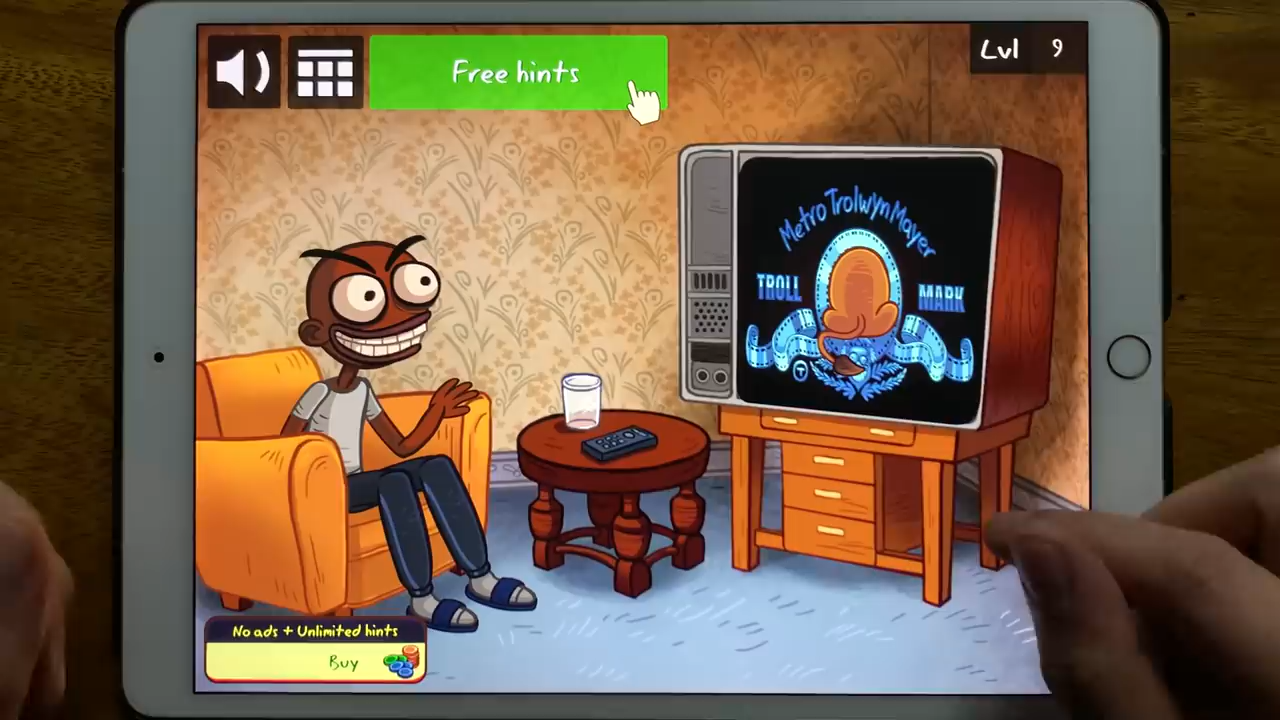 Free hints
Lvl 9
Metro TrolwynMayer
TROLL
MARK
No ads + Unlimited hints
Buy